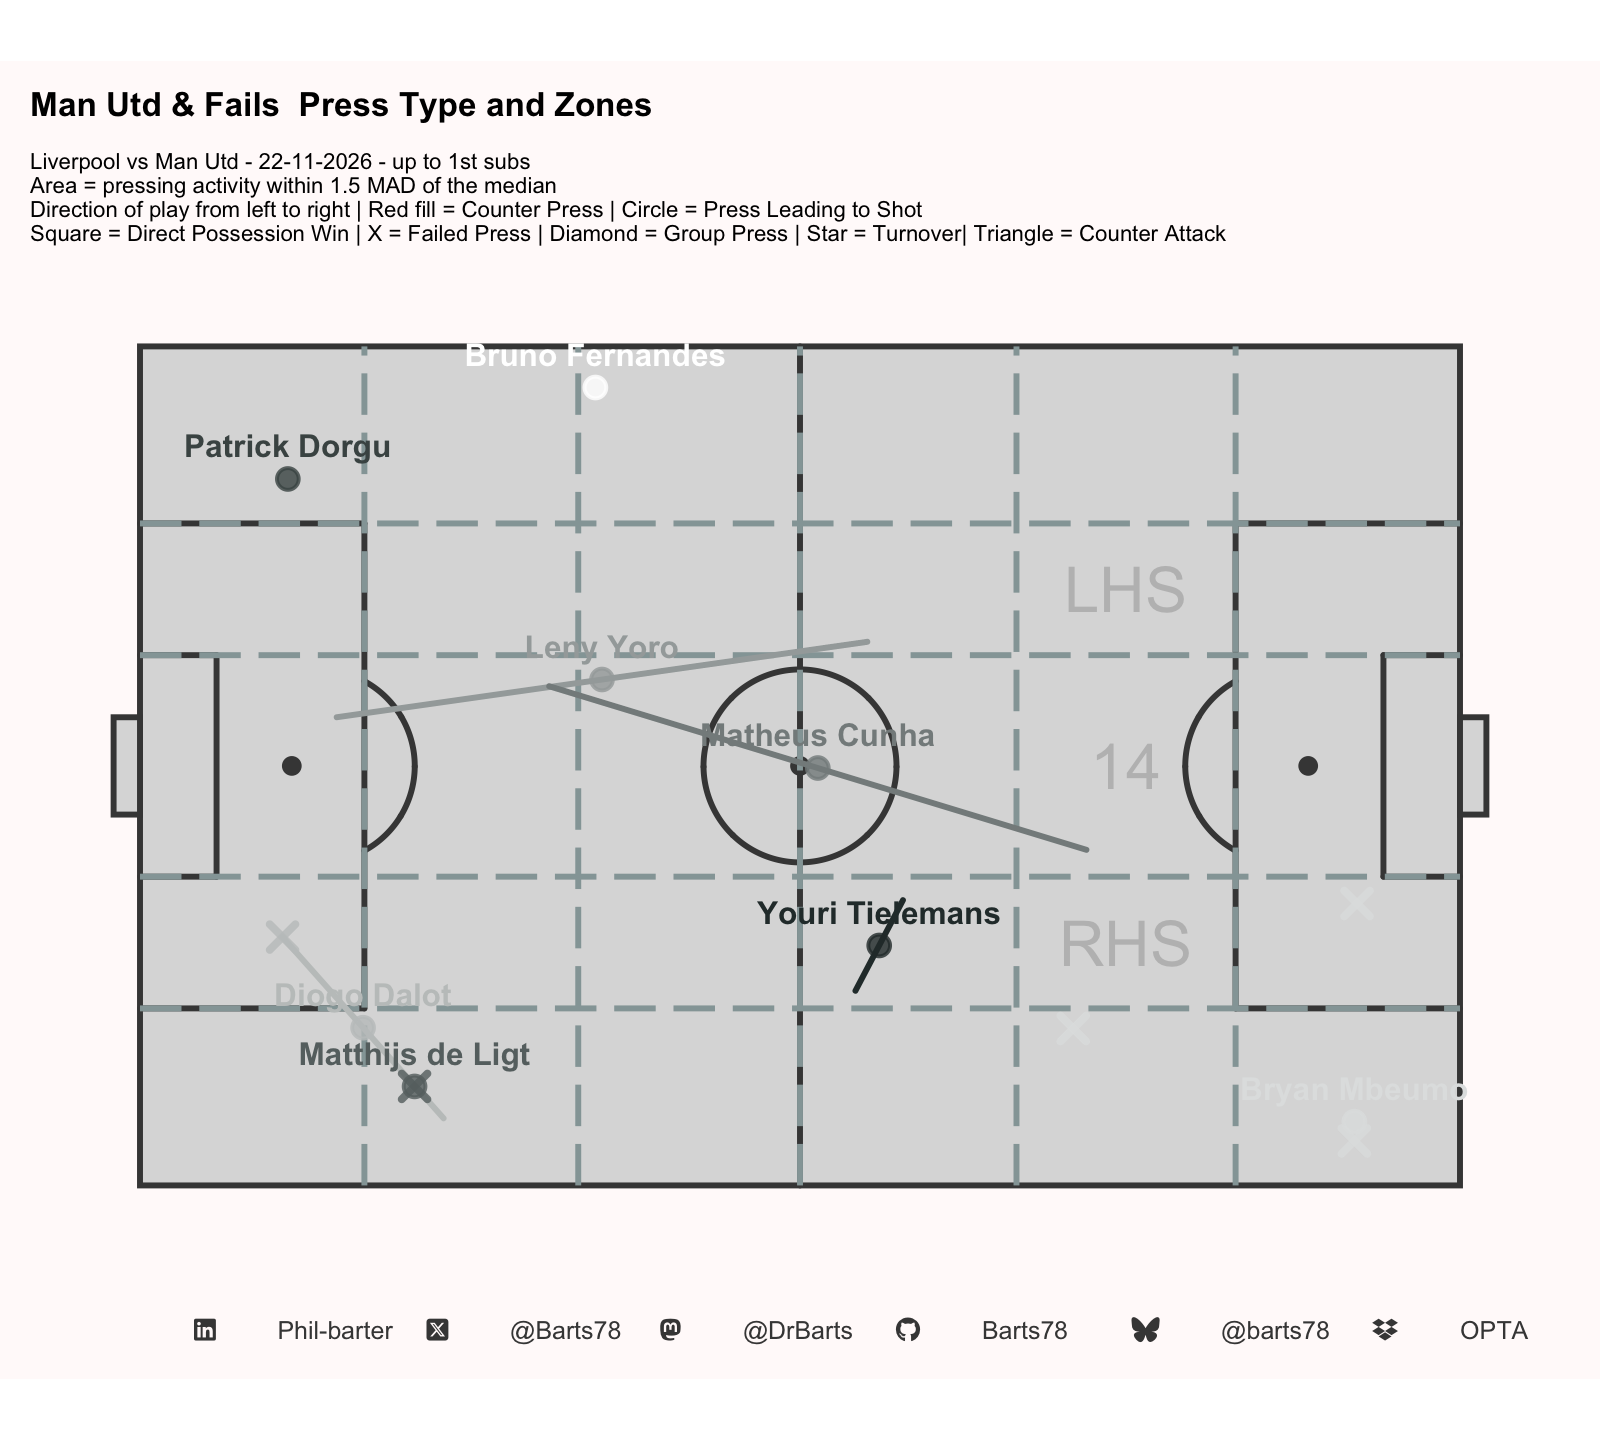 Man Utd & Fails  Press Type and Zones
Liverpool vs Man Utd - 22-11-2026 - up to 1st subs
Area = pressing activity within 1.5 MAD of the median
Direction of play from left to right | Red fill = Counter Press | Circle = Press Leading to Shot
Square = Direct Possession Win | X = Failed Press | Diamond = Group Press | Star = Turnover| Triangle = Counter Attack
Bruno Fernandes
Patrick Dorgu
LHS
Leny Yoro
Matheus Cunha
14
Youri Tielemans
RHS
Diogo Dalot
Matthijs de Ligt
Bryan Mbeumo
Phil-barter @Barts78 @DrBarts Barts78 @barts78 OPTA